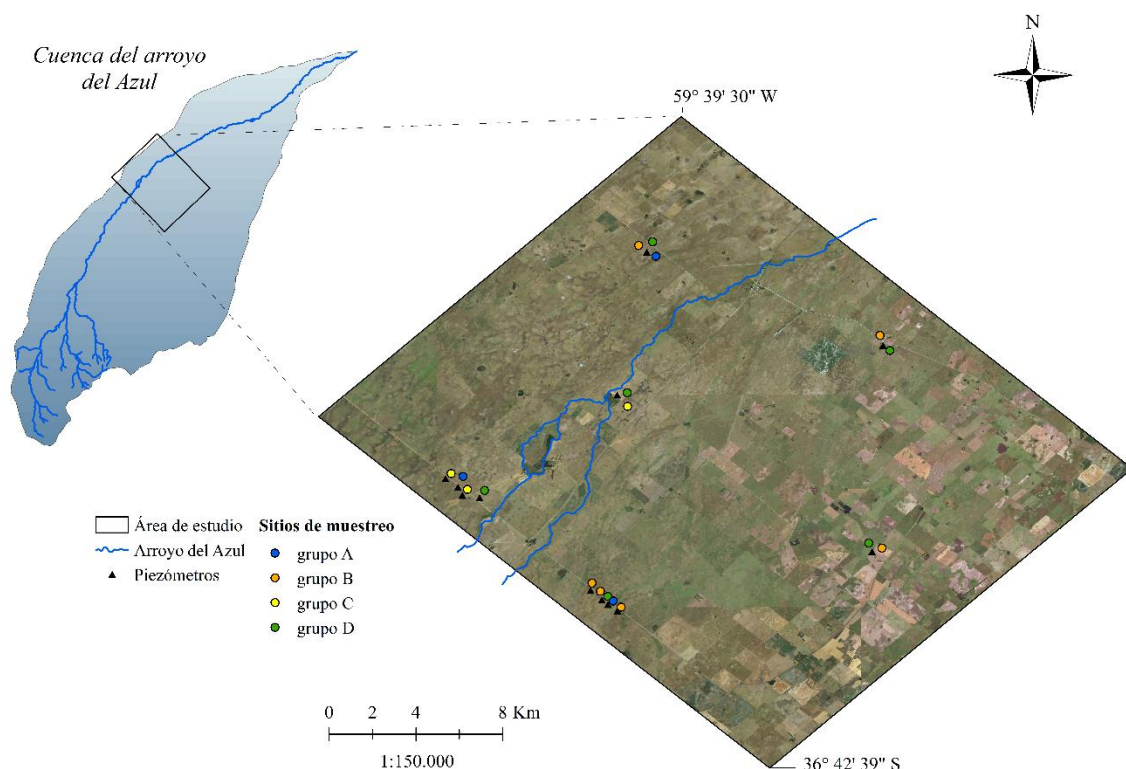 Cuenca del arroyo
del Azul
N
59° 39' 30" W
Área de estudio
Arroyo del Azul
Piezómetros
Sitios de muestreo
grupo A
grupo B
grupo C
grupo D
0 2 4 8 Km
1:150.000
36° 42' 39" S